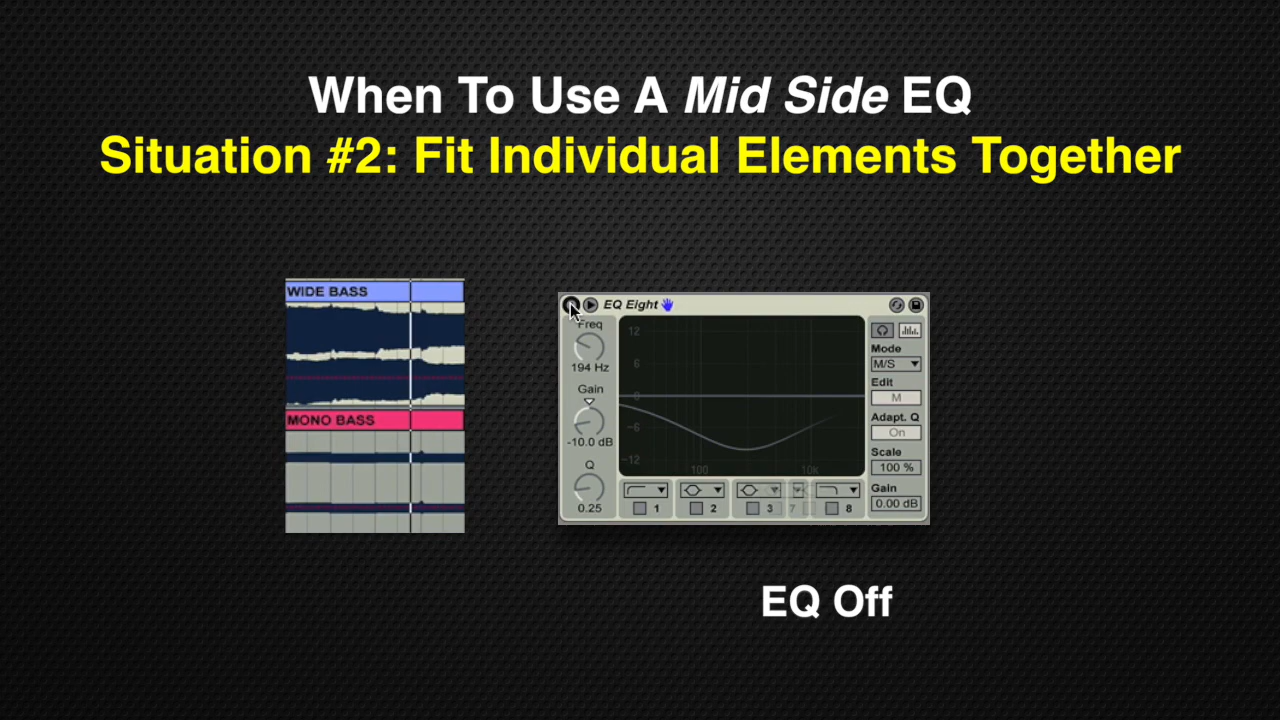 When To Use A Mid Side EQ
Situation #2: Fit Individual Elements Together
WIDE BASS
MONO BASS
EQ Eight
Freq
194 Hz
Gain
-10.0 dB
Q
0.25
12
6
0
-6
-12
100
10k
1
2
3
7
8
Mode
M/S
Edit
M
Adapt. Q
On
Scale
100 %
Gain
0.00 dB
EQ Off